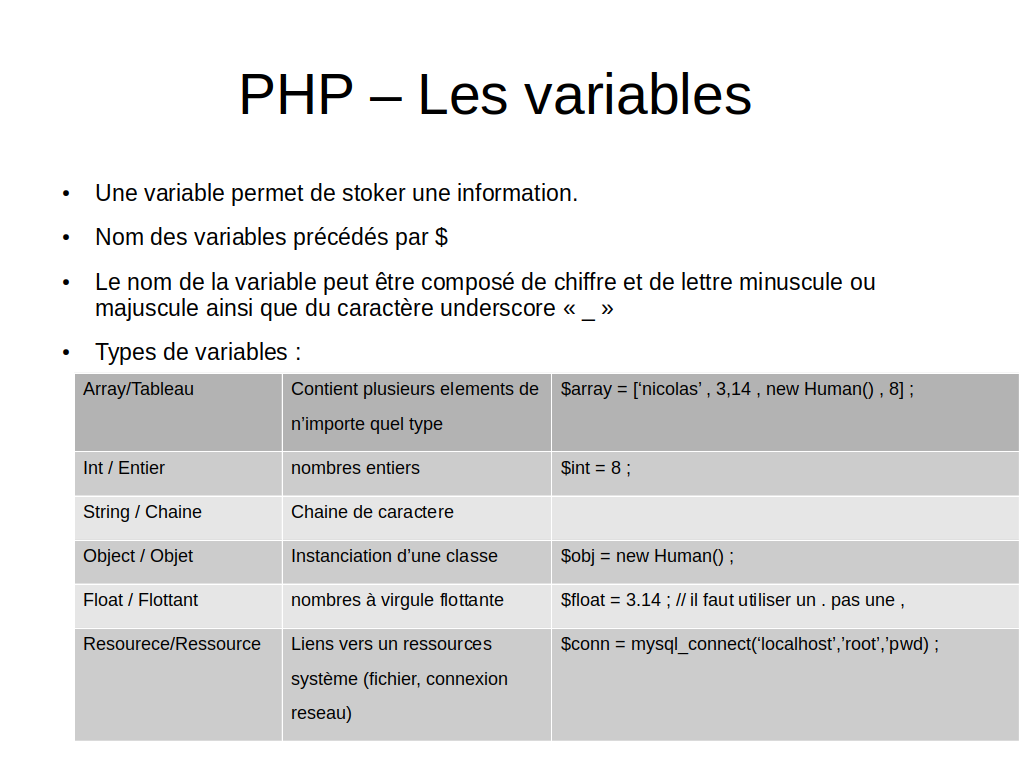 PHP – Les variables
• Une variable permet de stoker une information.
• Nom des variables précédés par $
• Le nom de la variable peut être composé de chiffre et de lettre minuscule ou
majuscule ainsi que du caractère underscore « _ »
• Types de variables :
Array/Tableau
Contient plusieurs elements de
n’importe quel type
$array = [‘nicolas’ , 3,14 , new Human() , 8] ;
Int / Entier
nombres entiers
$int = 8 ;
String / Chaine
Chaine de caractere
Object / Objet
Instanciation d’une classe
$obj = new Human() ;
Float / Flottant
nombres à virgule flottante
$float = 3.14 ; // il faut utiliser un . pas une ,
Resourece/Ressource
Liens vers un ressources
système (fichier, connexion
reseau)
$conn = mysql_connect(‘localhost’,’root’,’pwd) ;